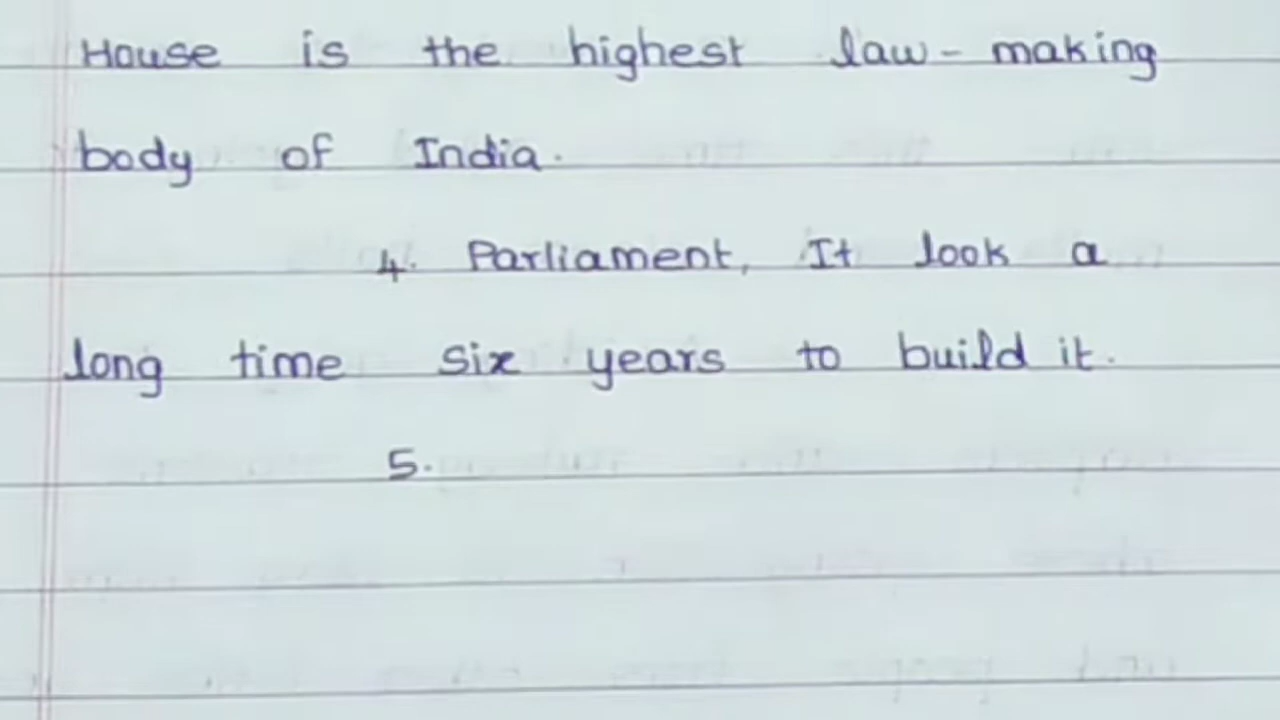 House is the highest law - making
body of India.
4. Parliament, It look a
long time six years to build it.
5.